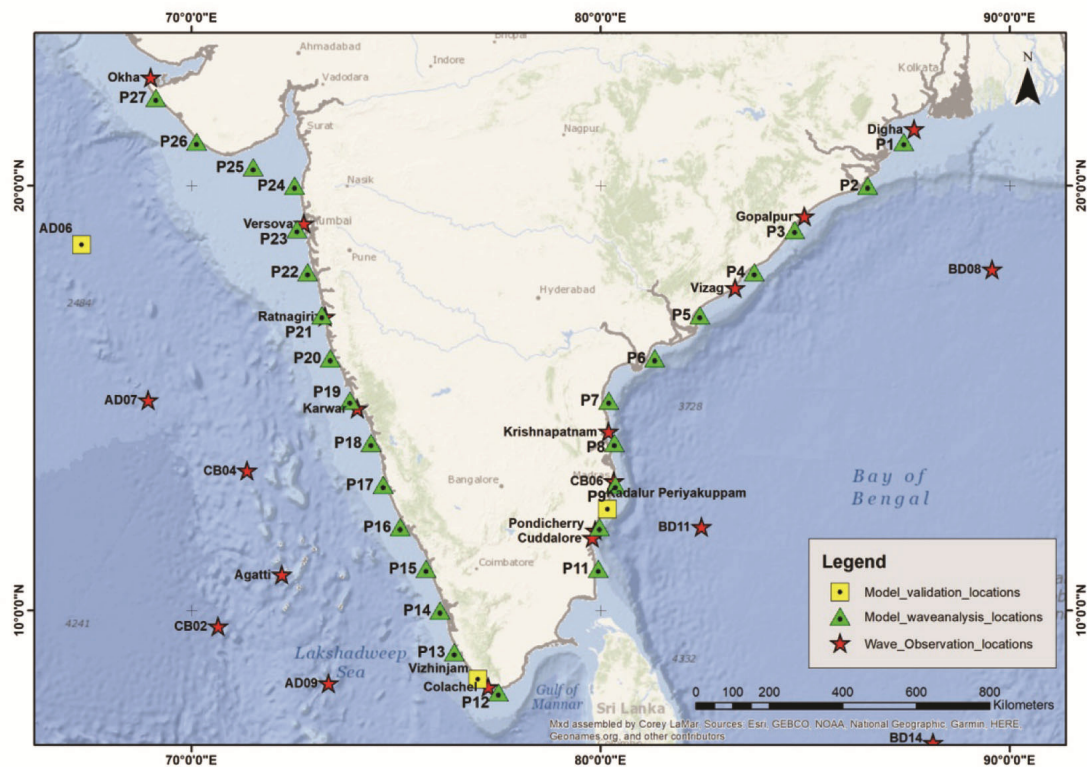 70°0'0"E
80°0'0"E
90°0'0"E
N
Bhopal
Ahmadabad
Indore
Kolkata
Okha
Vadodara
P27
Surat
Nagpur
Digha
P26
P1
P25
Nasik
20°0'0"N
P24
P2
20°0'0"N
Versova
Mumbai
Gopalpur
P23
P3
AD06
Pune
P22
P4
BD08
Hyderabad
Vizag
2484
Ratnagiri
P5
P21
P20
P6
P19
AD07
Karwar
P7
3728
P18
Krishnapatnam
P8
CB04
Madras
Bay of
Bengal
P17
Bangalore
CB06
P9
Kadalur Periyakuppam
P16
Pondicherry
BD11
Cuddalore
Legend
P15
Coimbatore
P11
Agatti
Model_validation_locations
10°0'0"N
P14
Model_waveanalysis_locations
10°0'0"N
4241
CB02
Wave_Observation_locations
Lakshadweep
Sea
P13
4332
Vizhinjam
AD09
Colachel
P12
Gulf of
Mannar
0 100 200 400 600 800
Kilometers
Sri Lanka
Mxd assembled by Corey LaMar. Sources: Esri, GEBCO, NOAA, National Geographic, Garmin, HERE,
Geonames.org, and other contributors
BD14
70°0'0"E
80°0'0"E
90°0'0"E